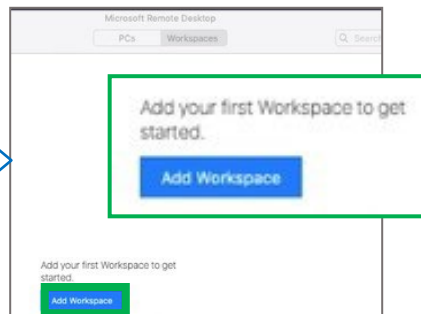 Microsoft Remote Desktop
PCs Workspaces Search
Add your first Workspace to get
started.
Add Workspace
Add your first Workspace to get
started.
Add Workspace